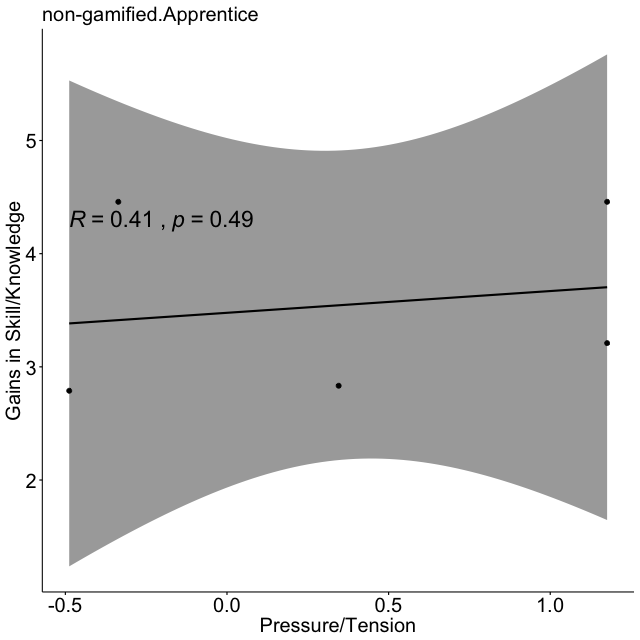 non-gamified.Apprentice
5
4
3
2
Gains in Skill/Knowledge
R = 0.41 , p = 0.49
-0.5 0.0 0.5 1.0
Pressure/Tension